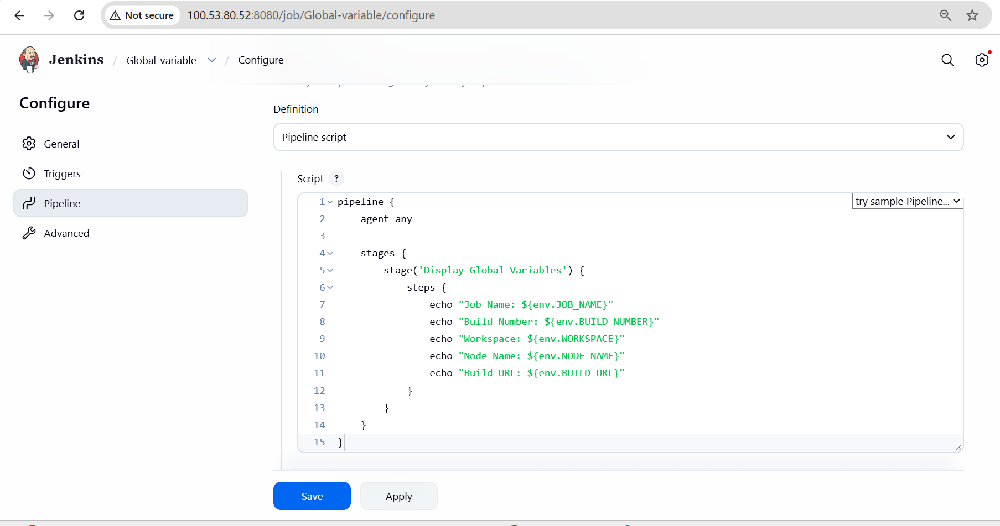 Not secure 100.53.80.52:8080/job/Global-variable/configure
Jenkins / Global-variable / Configure
Configure
General
Triggers
Pipeline
Advanced
Definition
Pipeline script
Script ?
try sample Pipeline...
1 pipeline {
2     agent any
3
4     stages {
5         stage('Display Global Variables') {
6             steps {
7                 echo "Job Name: ${env.JOB_NAME}"
8                 echo "Build Number: ${env.BUILD_NUMBER}"
9                 echo "Workspace: ${env.WORKSPACE}"
10                 echo "Node Name: ${env.NODE_NAME}"
11                 echo "Build URL: ${env.BUILD_URL}"
12             }
13         }
14     }
15 }
Save
Apply